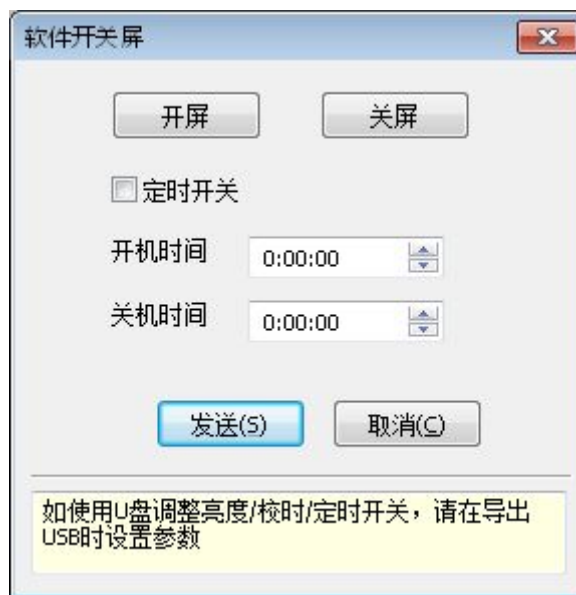 软件开关屏
开屏 关屏
定时开关
开机时间 0:00:00
关机时间 0:00:00
发送(S) 取消(C)
如使用U盘调整亮度/校时/定时开关，请在导出
USB时设置参数